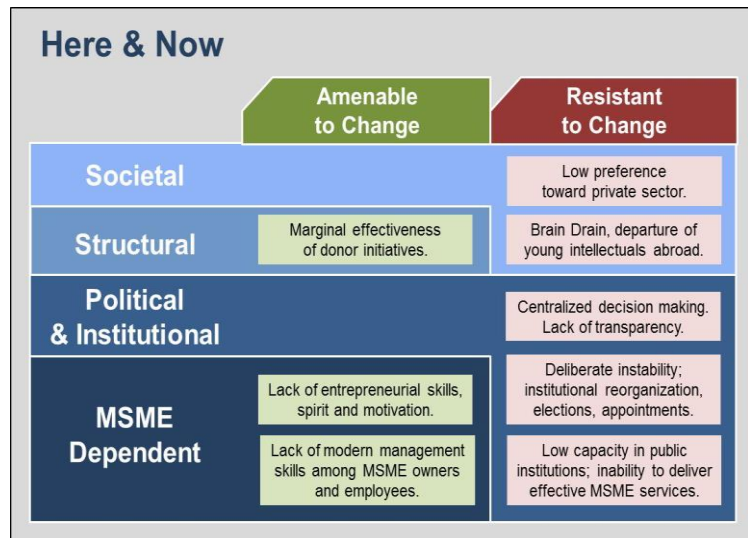 Here & Now
Amenable
to Change
Resistant
to Change
Societal
Low preference
toward private sector.
Structural
Marginal effectiveness
of donor initiatives.
Brain Drain, departure of
young intellectuals abroad.
Political
& Institutional
Centralized decision making.
Lack of transparency.
MSME
Dependent
Lack of entrepreneurial skills,
spirit and motivation.
Deliberate instability;
institutional reorganization,
elections, appointments.
Lack of modern management
skills among MSME owners
and employees.
Low capacity in public
institutions; inability to deliver
effective MSME services.